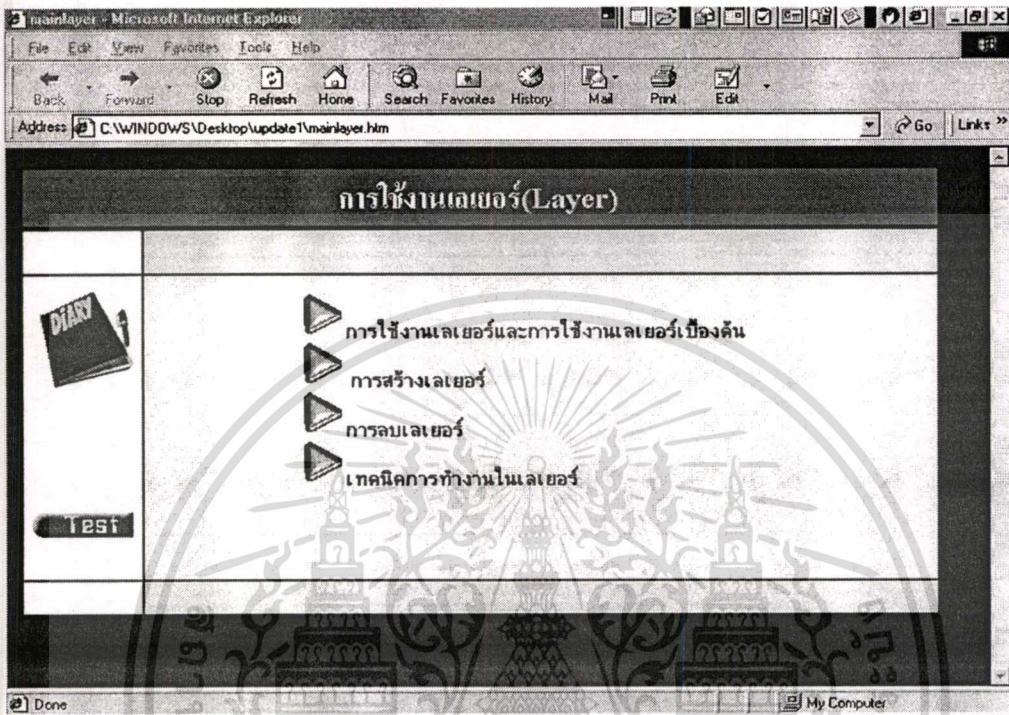 mainlayer - Microsoft Internet Explorer
File Edit View Favorites Tools Help
Back Forward Stop Refresh Home Search Favorites History Mail Print Edit
Address C:\WINDOWS\Desktop\update1\mainlayer.htm Go Links »
การใช้งานเลเยอร์(Layer)
DIARY
การใช้งานเลเยอร์และการใช้งานเลเยอร์เบื้องต้น
การสร้างเลเยอร์
การลบเลเยอร์
เทคนิคการทำงานในเลเยอร์
Test
Done My Computer